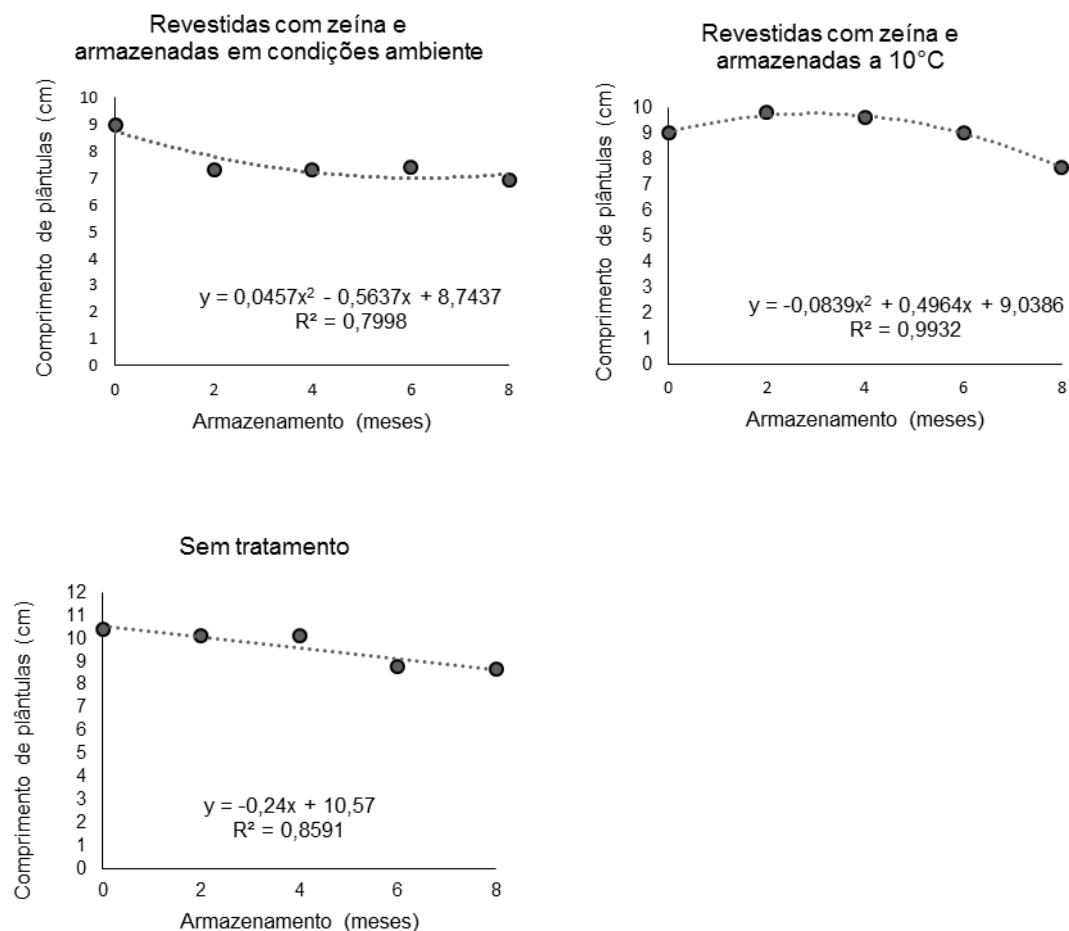 Revestidas com zeína e
armazenadas em condições ambiente
Comprimento de plântulas (cm)
10
9
8
7
6
5
4
3
2
1
0
y = 0,0457x² - 0,5637x + 8,7437
R² = 0,7998
0 2 4 6 8
Armazenamento (meses)
Revestidas com zeína e
armazenadas a 10°C
Comprimento de plântulas (cm)
10
9
8
7
6
5
4
3
2
1
0
y = -0,0839x² + 0,4964x + 9,0386
R² = 0,9932
0 2 4 6 8
Armazenamento (meses)
Sem tratamento
Comprimento de plântulas (cm)
12
11
10
9
8
7
6
5
4
3
2
1
0
y = -0,24x + 10,57
R² = 0,8591
0 2 4 6 8
Armazenamento (meses)